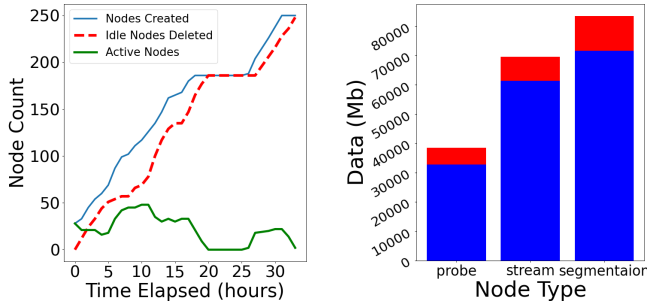 Nodes Created
Idle Nodes Deleted
Active Nodes
250
200
150
100
50
0
Node Count
0 5 10 15 20 25 30
Time Elapsed (hours)
80000
70000
60000
50000
40000
30000
20000
10000
0
Data (Mb)
probe stream segmentaion
Node Type